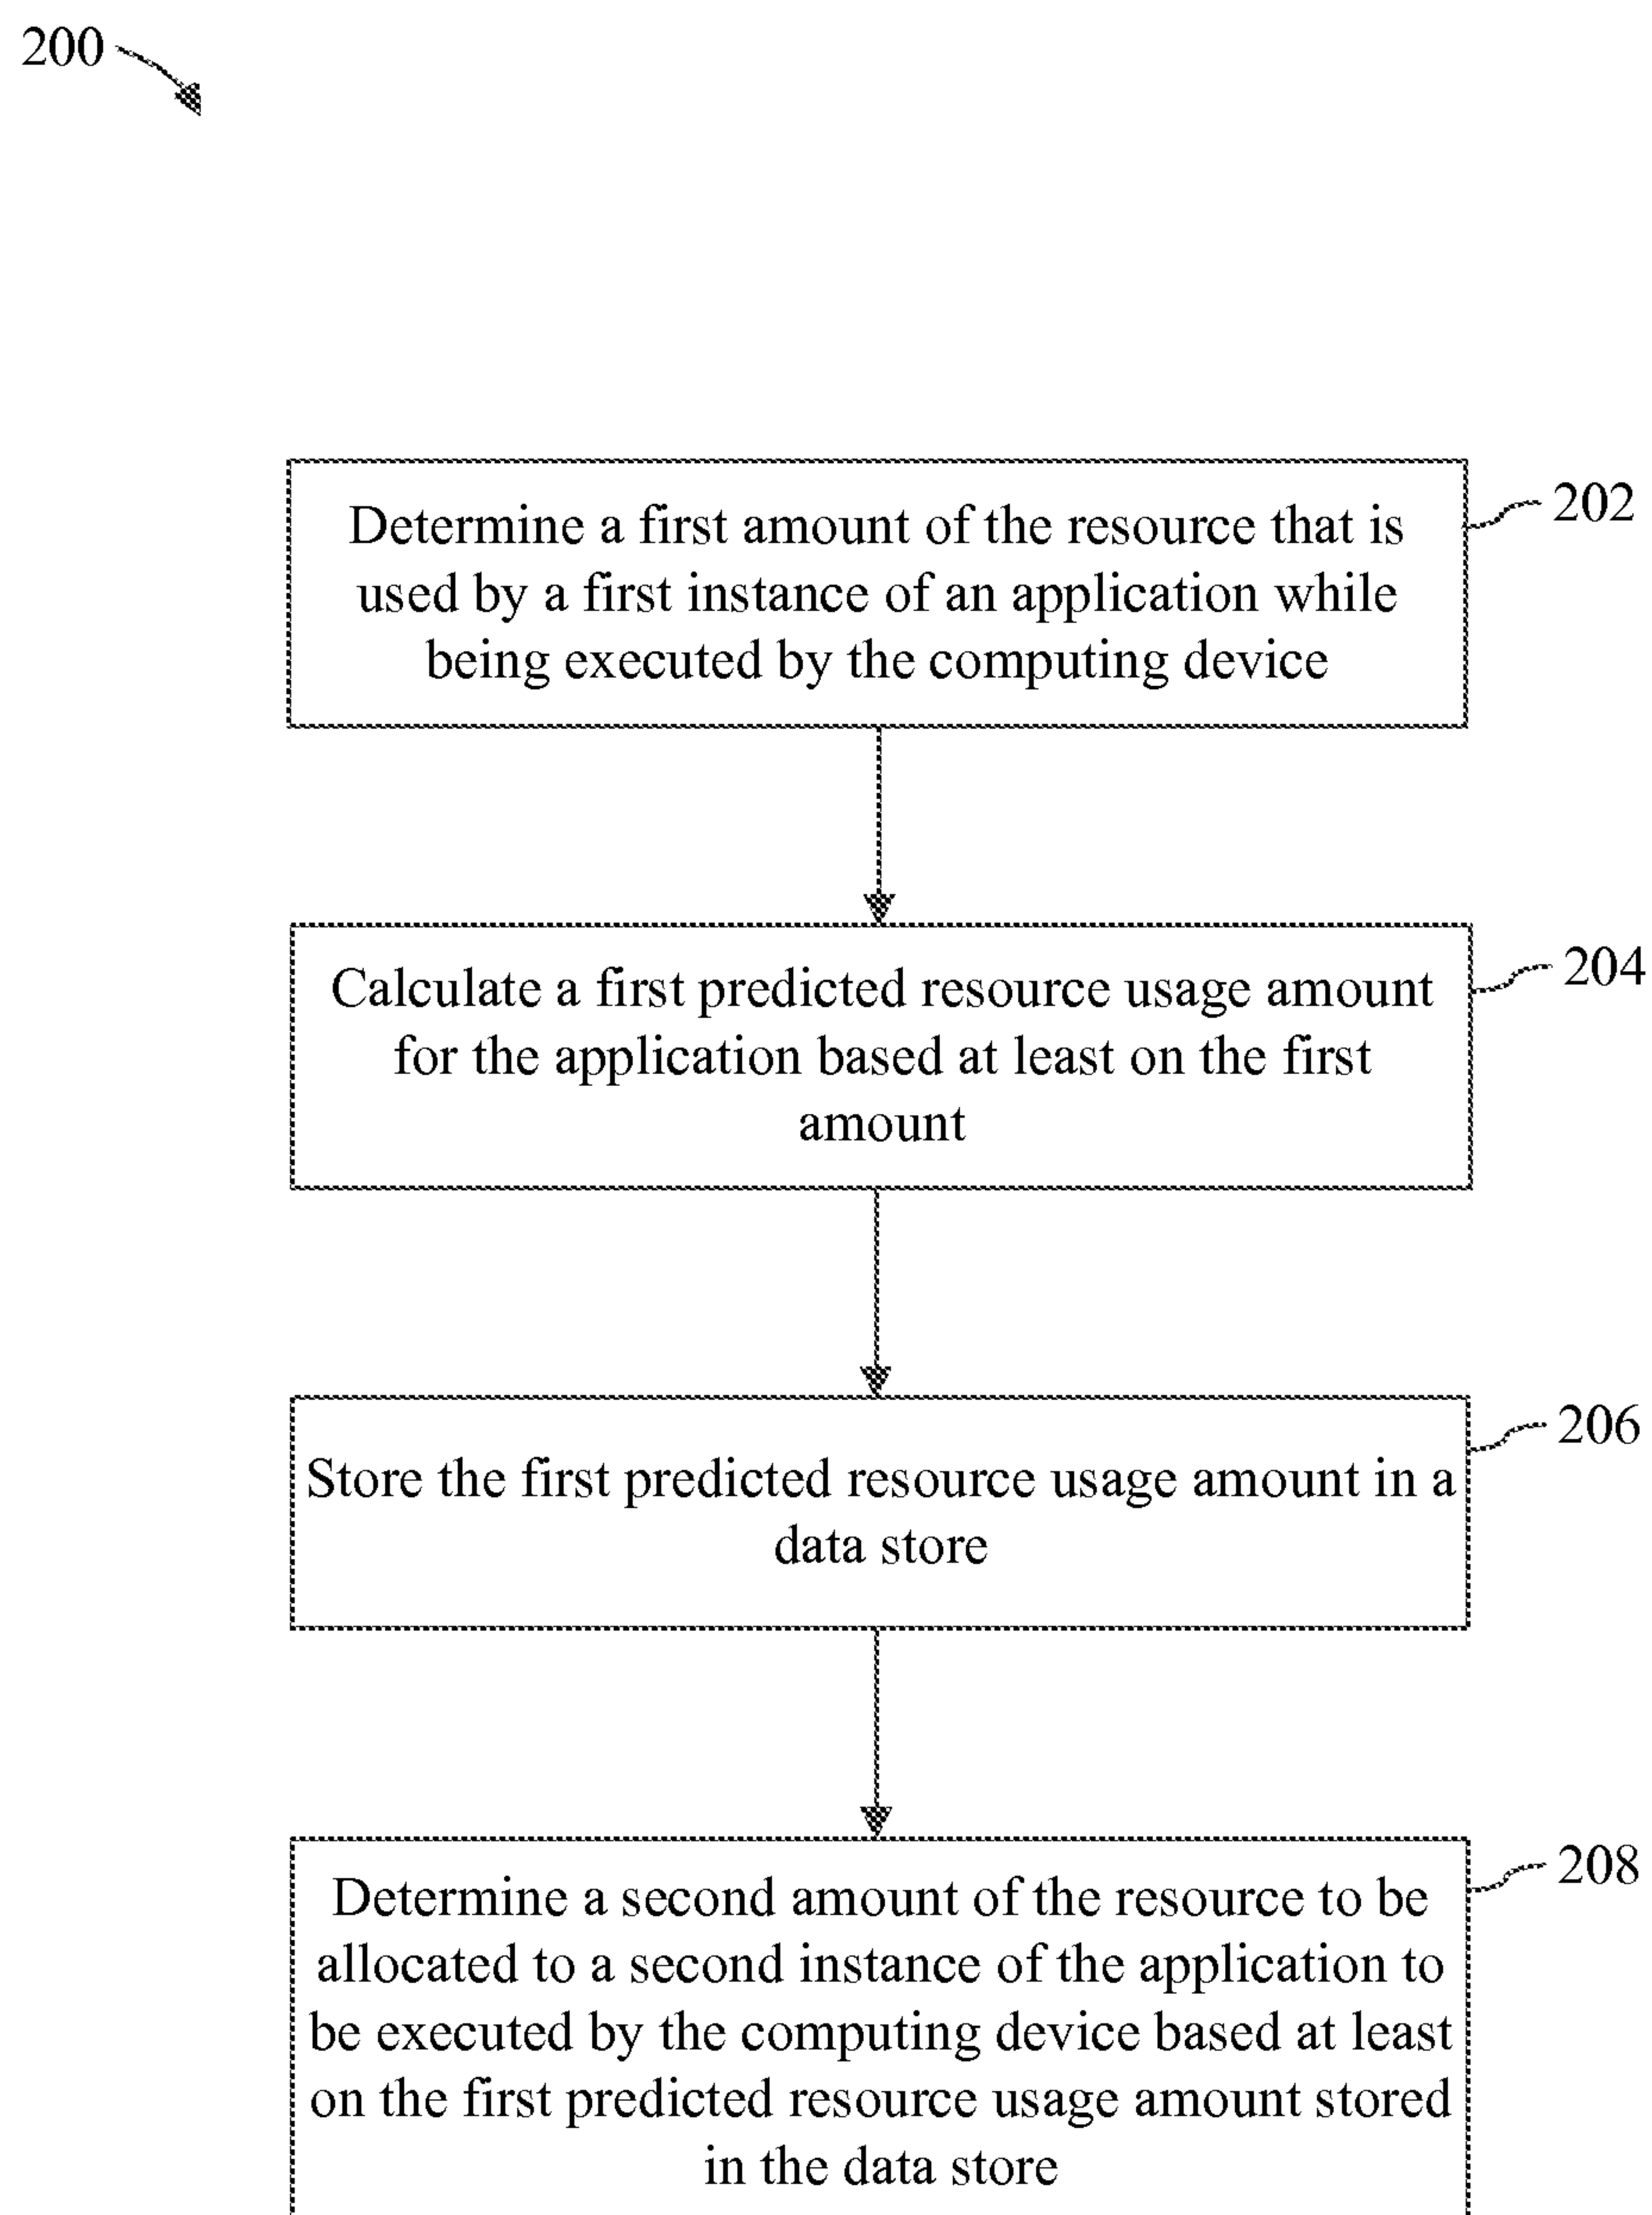 200
Determine a first amount of the resource that is
used by a first instance of an application while
being executed by the computing device
202
Calculate a first predicted resource usage amount
for the application based at least on the first
amount
204
Store the first predicted resource usage amount in a
data store
206
Determine a second amount of the resource to be
allocated to a second instance of the application to
be executed by the computing device based at least
on the first predicted resource usage amount stored
in the data store
208